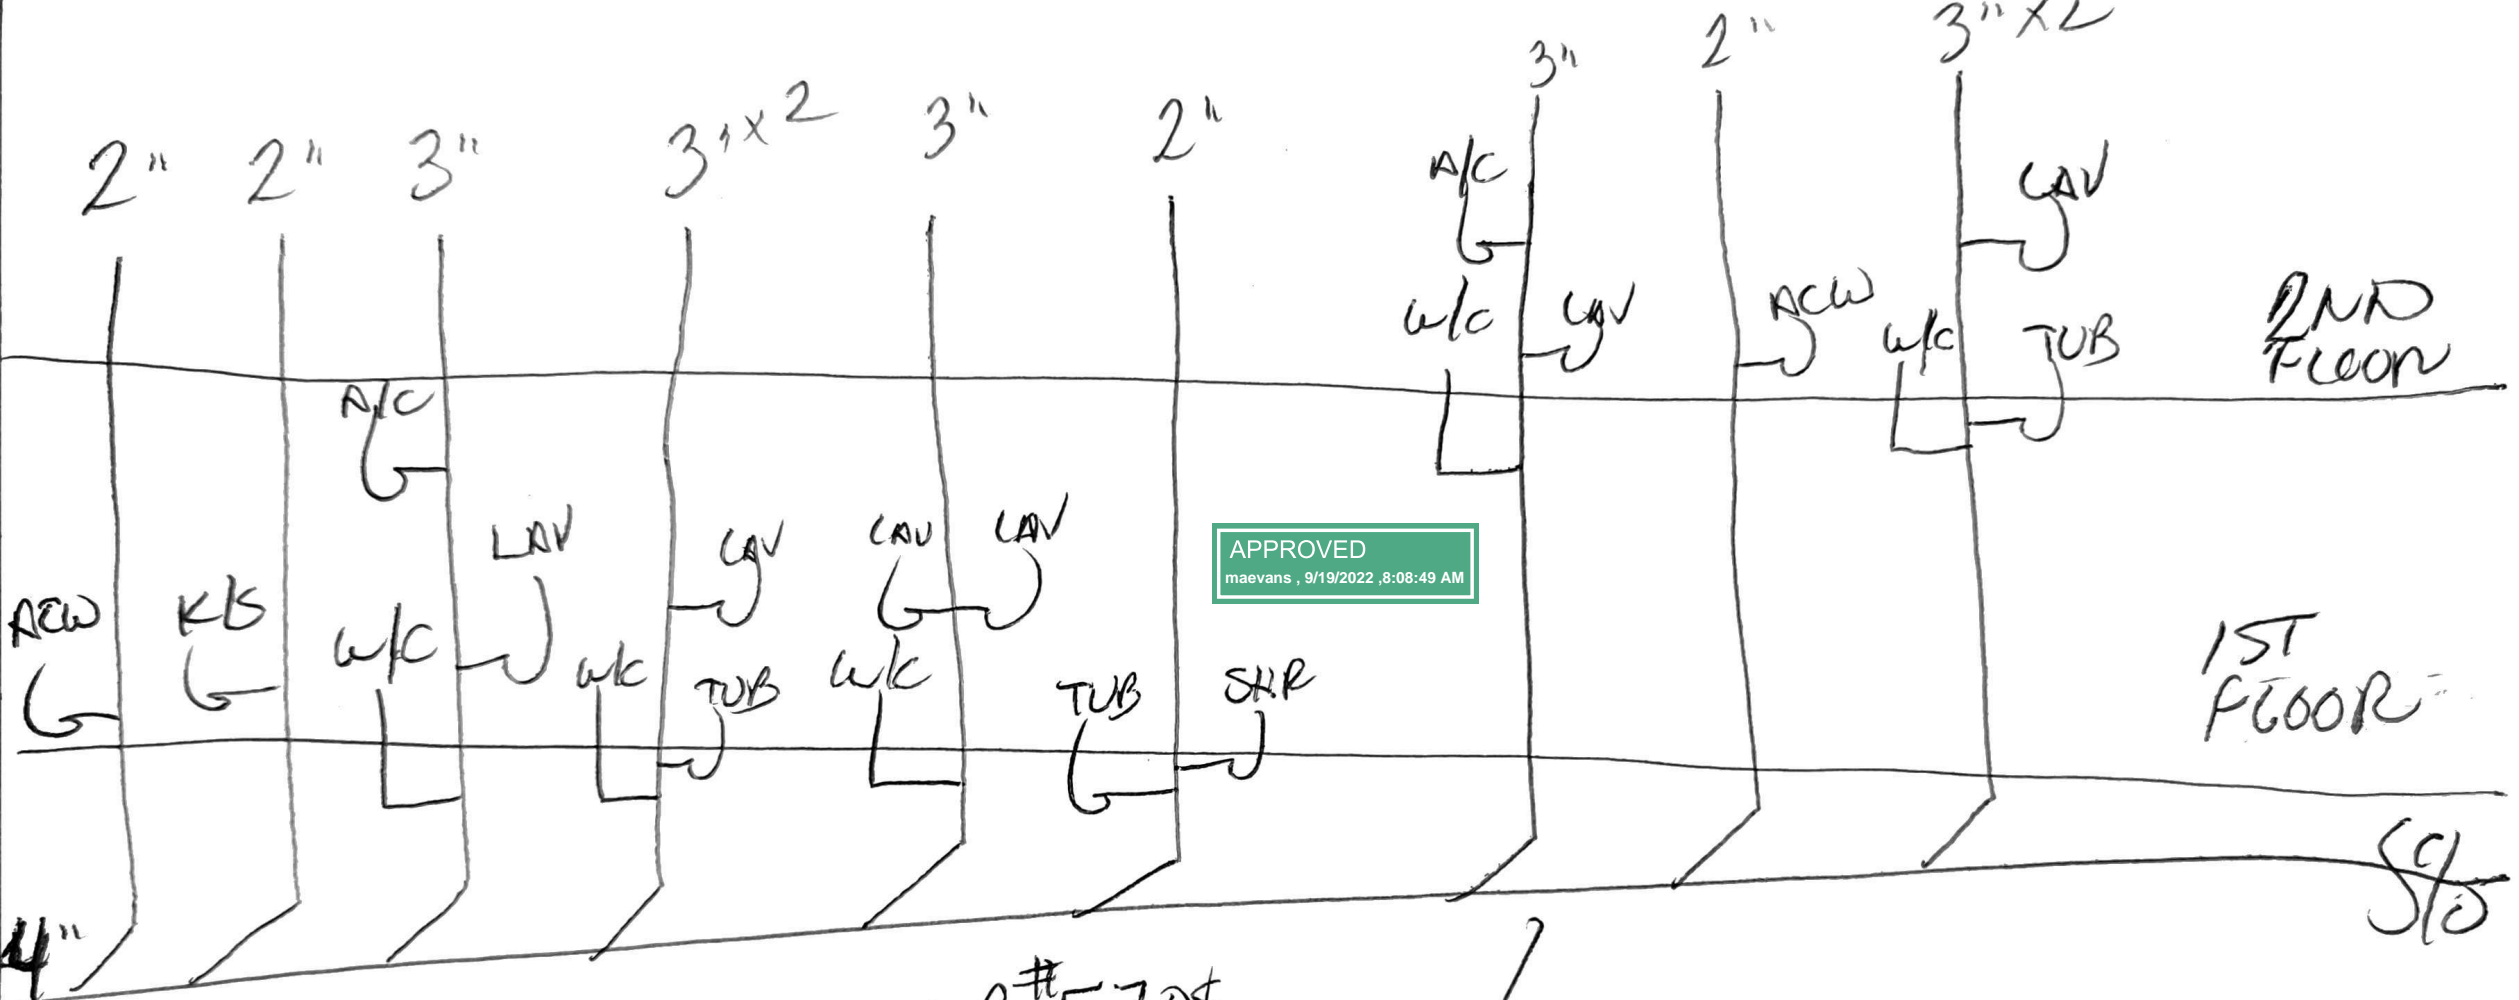 3" 2" 3" x2
2" 2" 3" 3" x2 3" 2"
A/C LAV
W/C LAV ACW W/C TUB 2ND
FLOOR
A/C
LAV LAV LAV LAV
APPROVED
maevans , 9/19/2022 ,8:08:49 AM
ACW K/S W/C W/C TUB W/C TUB SHR 1ST
FLOOR
4" C/O